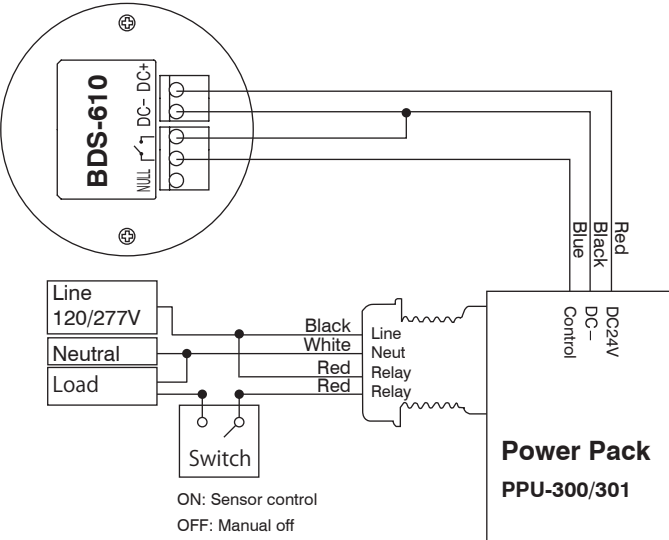 BDS-610
DC+
DC-
NULL
Red
Black
Blue
DC24V
DC-
Control
Line
120/277V
Neutral
Load
Black
White
Red
Red
Line
Neut
Relay
Relay
Switch
ON: Sensor control
OFF: Manual off
Power Pack
PPU-300/301